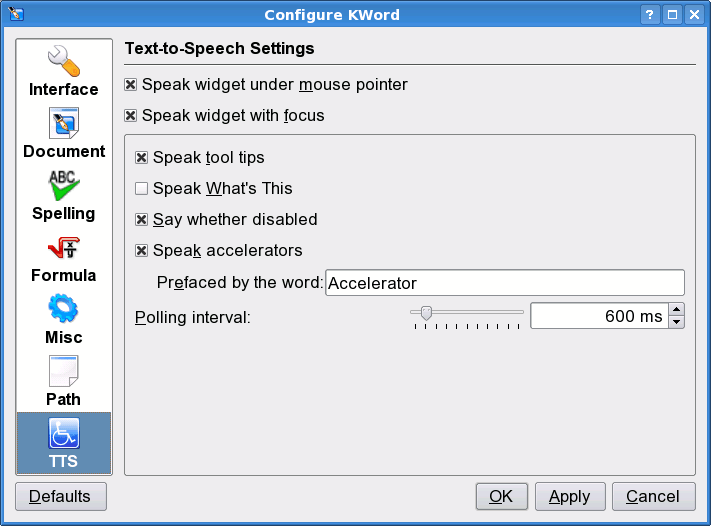 Configure KWord
Interface
Document
ABC
Spelling
Formula
Misc
Path
TTS
Text-to-Speech Settings
Speak widget under mouse pointer
Speak widget with focus
Speak tool tips
Speak What's This
Say whether disabled
Speak accelerators
Prefaced by the word: Accelerator
Polling interval: 600 ms
Defaults OK Apply Cancel